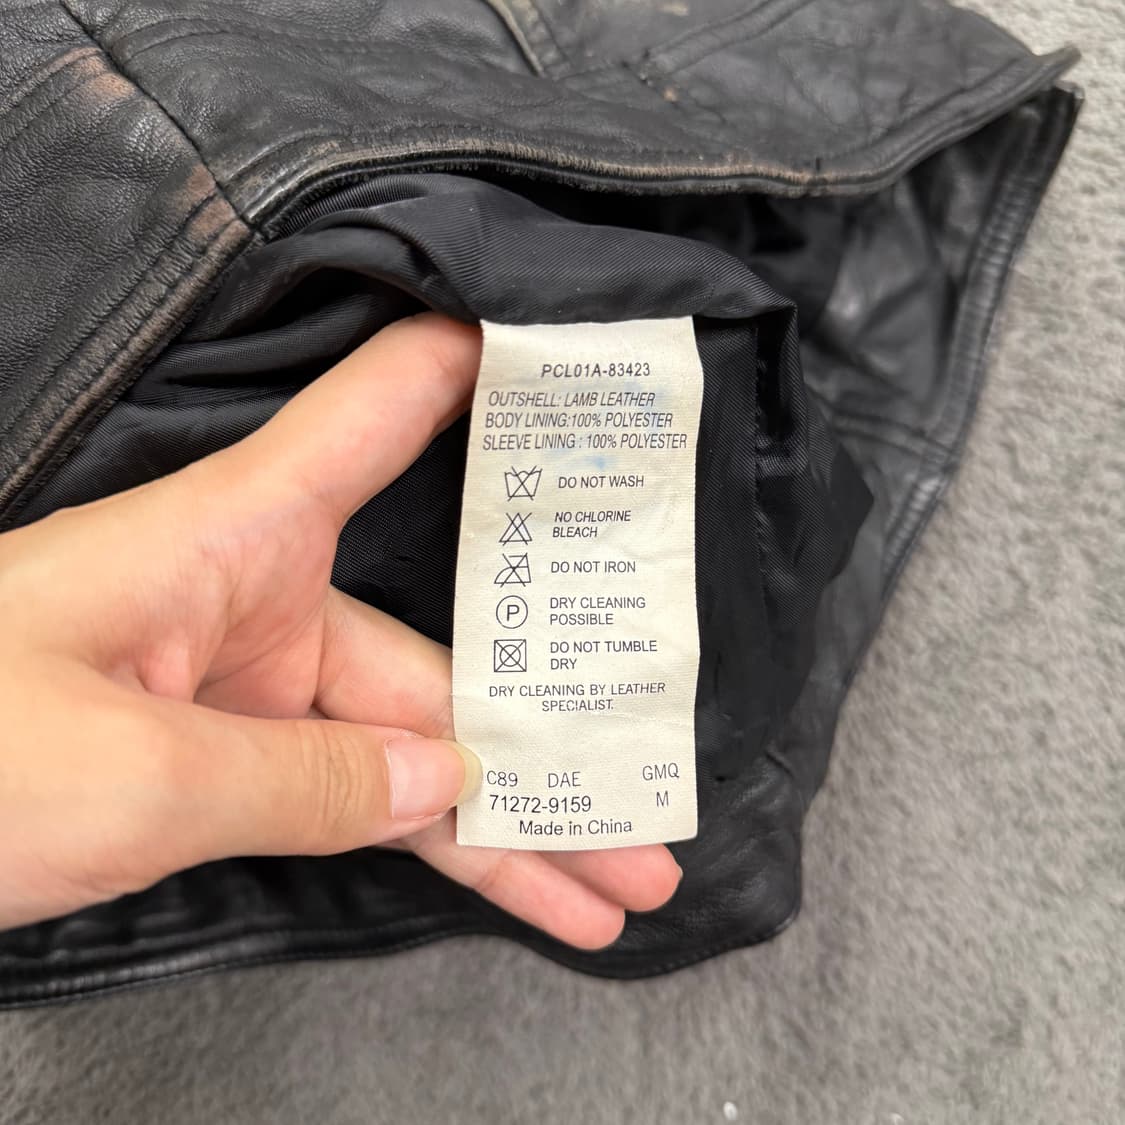 PCL01A-83423
OUTSHELL: LAMB LEATHER
BODY LINING:100% POLYESTER
SLEEVE LINING : 100% POLYESTER
DO NOT WASH
NO CHLORINE
BLEACH
DO NOT IRON
P
DRY CLEANING
POSSIBLE
DO NOT TUMBLE
DRY
DRY CLEANING BY LEATHER
SPECIALIST.
C89 DAE GMQ
71272-9159 M
Made in China